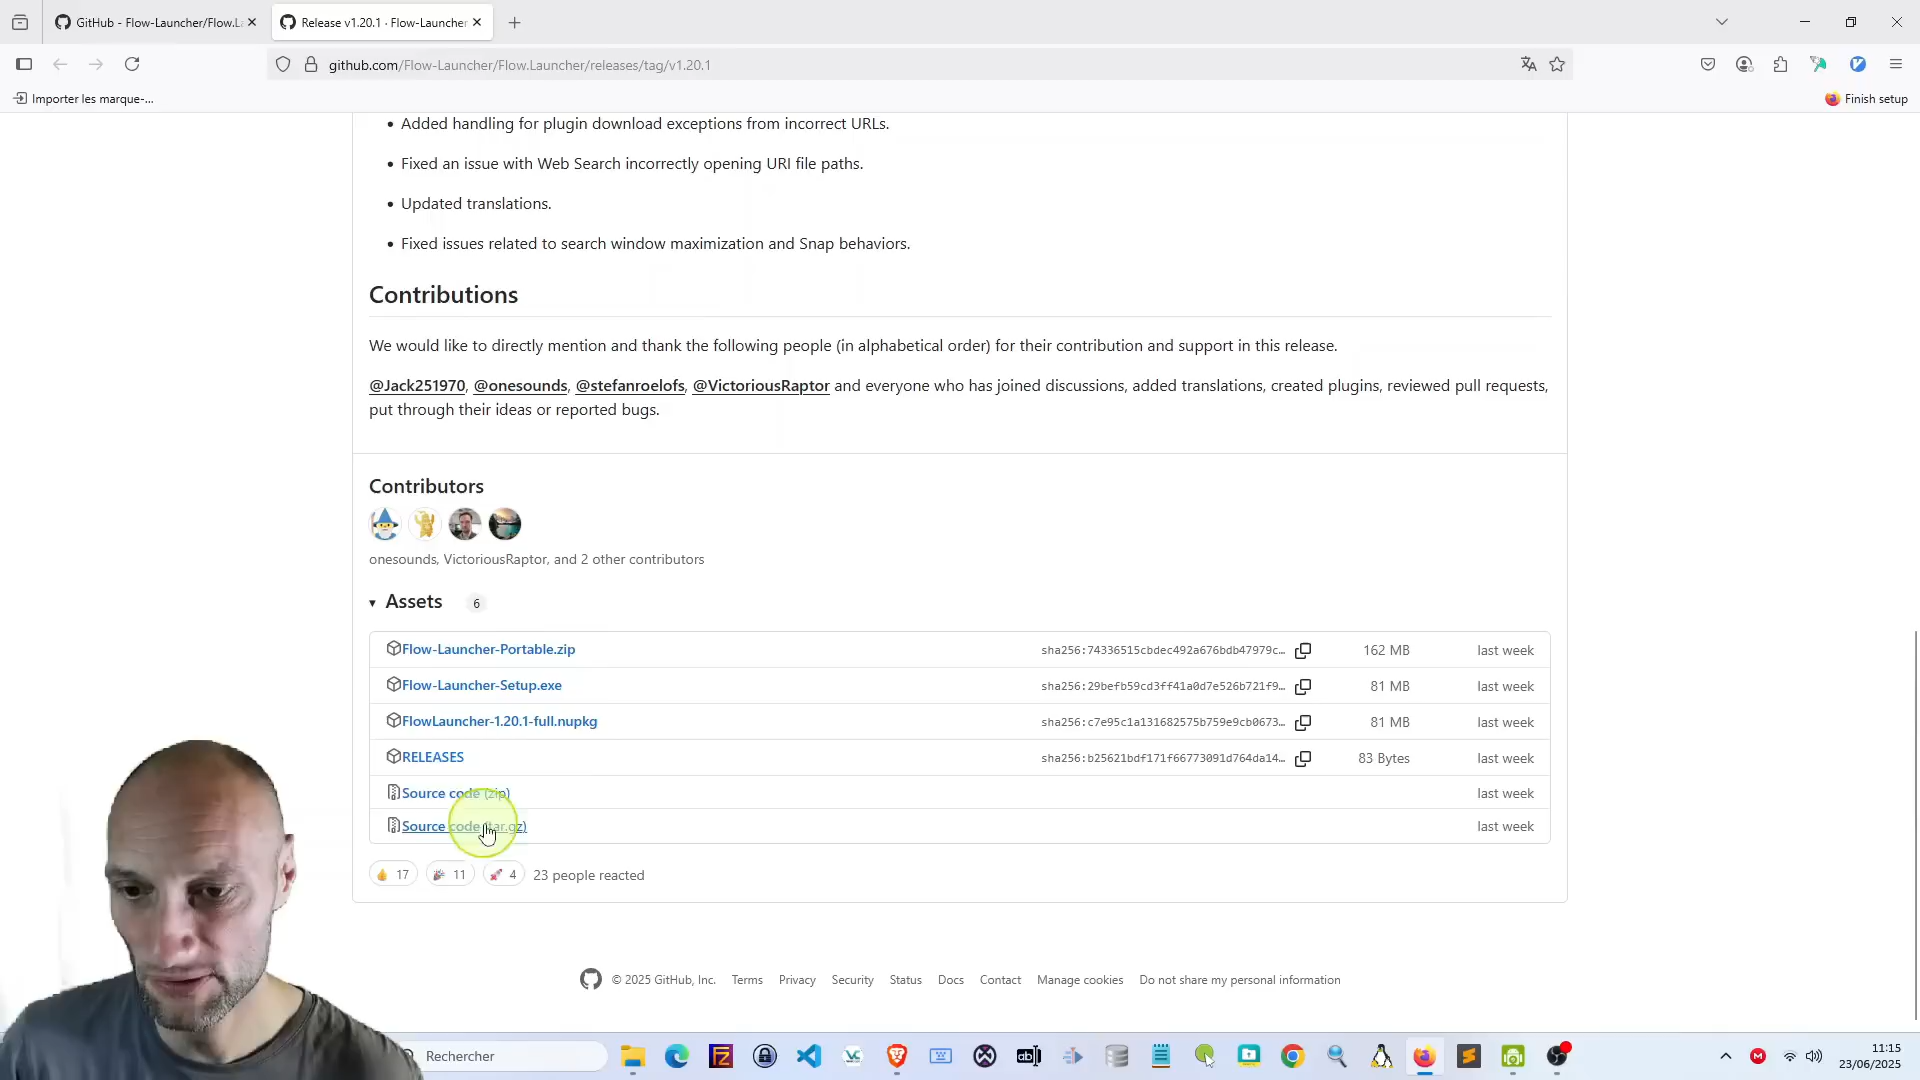 GitHub - Flow-Launcher/Flow.L
Release v1.20.1 · Flow-Launcher
github.com/Flow-Launcher/Flow.Launcher/releases/tag/v1.20.1
Importer les marque-...
Finish setup
• Added handling for plugin download exceptions from incorrect URLs.
• Fixed an issue with Web Search incorrectly opening URI file paths.
• Updated translations.
• Fixed issues related to search window maximization and Snap behaviors.
Contributions
We would like to directly mention and thank the following people (in alphabetical order) for their contribution and support in this release.
@Jack251970, @onesounds, @stefanroelofs, @VictoriousRaptor and everyone who has joined discussions, added translations, created plugins, reviewed pull requests,
put through their ideas or reported bugs.
Contributors
onesounds, VictoriousRaptor, and 2 other contributors
Assets 6
Flow-Launcher-Portable.zip sha256:74336515cbdec492a676bdb47979c... 162 MB last week
Flow-Launcher-Setup.exe sha256:29befb59cd3ff41a0d7e526b721f9... 81 MB last week
FlowLauncher-1.20.1-full.nupkg sha256:c7e95c1a131682575b759e9cb0673... 81 MB last week
RELEASES sha256:b25621bdf171f66773091d764da14... 83 Bytes last week
Source code (zip) last week
Source code (tar.gz) last week
17 11 4 23 people reacted
© 2025 GitHub, Inc. Terms Privacy Security Status Docs Contact Manage cookies Do not share my personal information
Rechercher
11:15
23/06/2025